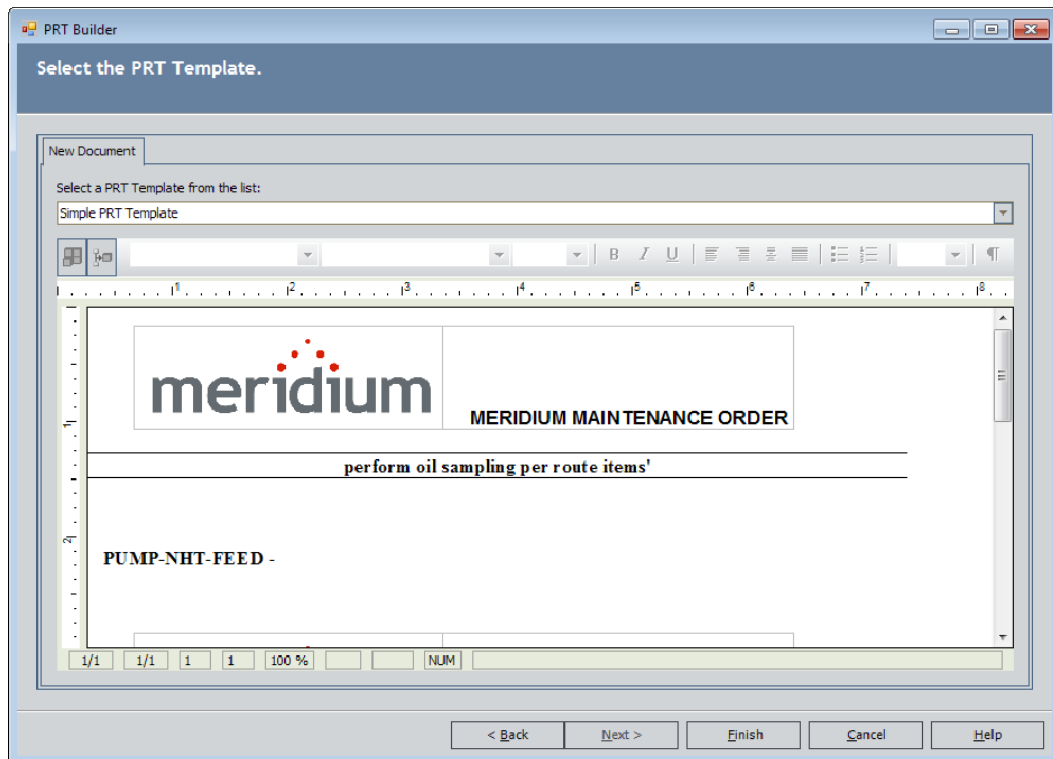 PRT Builder
Select the PRT Template.
New Document
Select a PRT Template from the list:
Simple PRT Template
B I U
1 2 3 4 5 6 7 8
meridium
MERIDIUM MAINTENANCE ORDER
1
perform oil sampling per route items'
2
PUMP-NHT-FEED -
1/1 1/1 1 1 100 % NUM
< Back Next > Finish Cancel Help